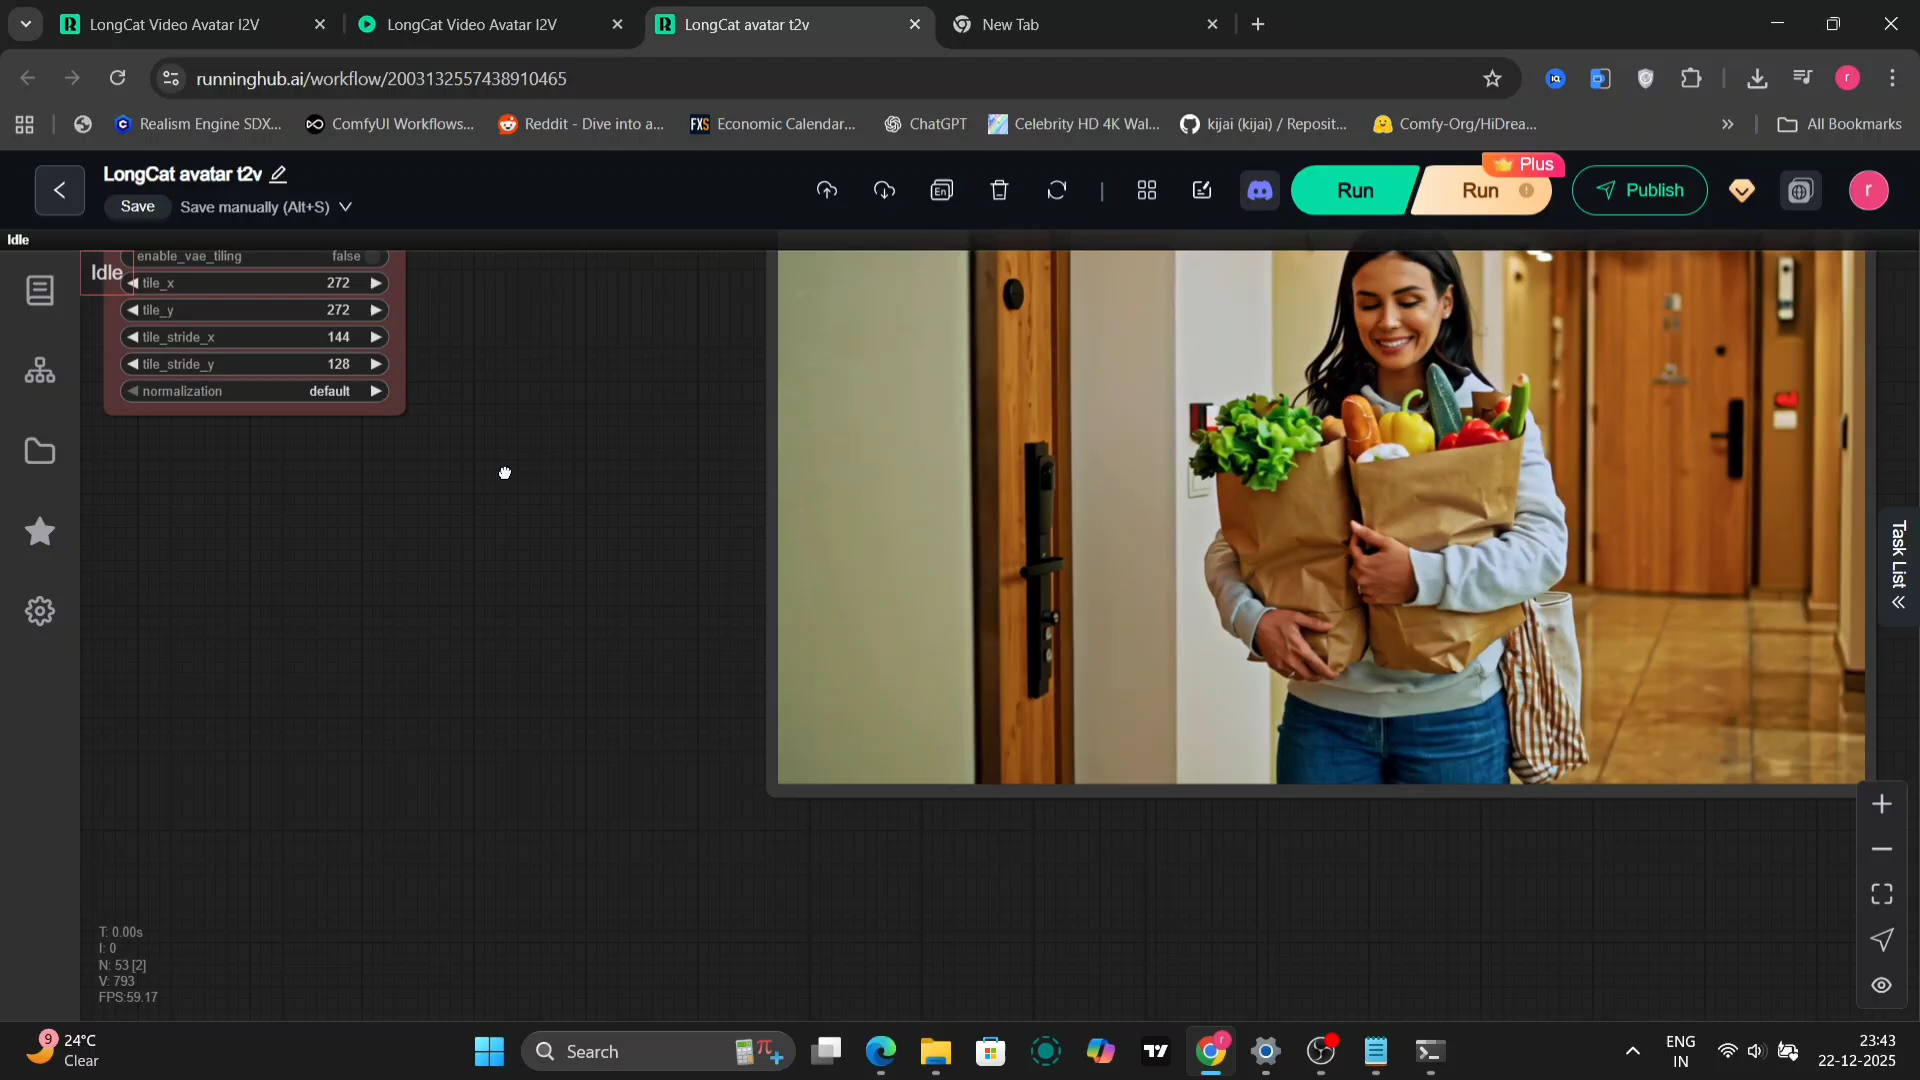 LongCat Video Avatar I2V
LongCat Video Avatar I2V
LongCat avatar t2v
New Tab
runninghub.ai/workflow/2003132557438910465
r
Realism Engine SDX...
ComfyUI Workflows...
Reddit - Dive into a...
FXS Economic Calendar...
ChatGPT
Celebrity HD 4K Wal...
kijai (kijai) / Reposit...
Comfy-Org/HiDrea...
All Bookmarks
LongCat avatar t2v
Save
Save manually (Alt+S)
En
Run
Run
Plus
Publish
r
Idle
Idle
enable_vae_tiling false
tile_x 272
tile_y 272
tile_stride_x 144
tile_stride_y 128
normalization default
Task List
T: 0.00s
I: 0
N: 53 [2]
V: 793
FPS:59.17
9
24°C
Clear
Search
ENG
IN
23:43
22-12-2025